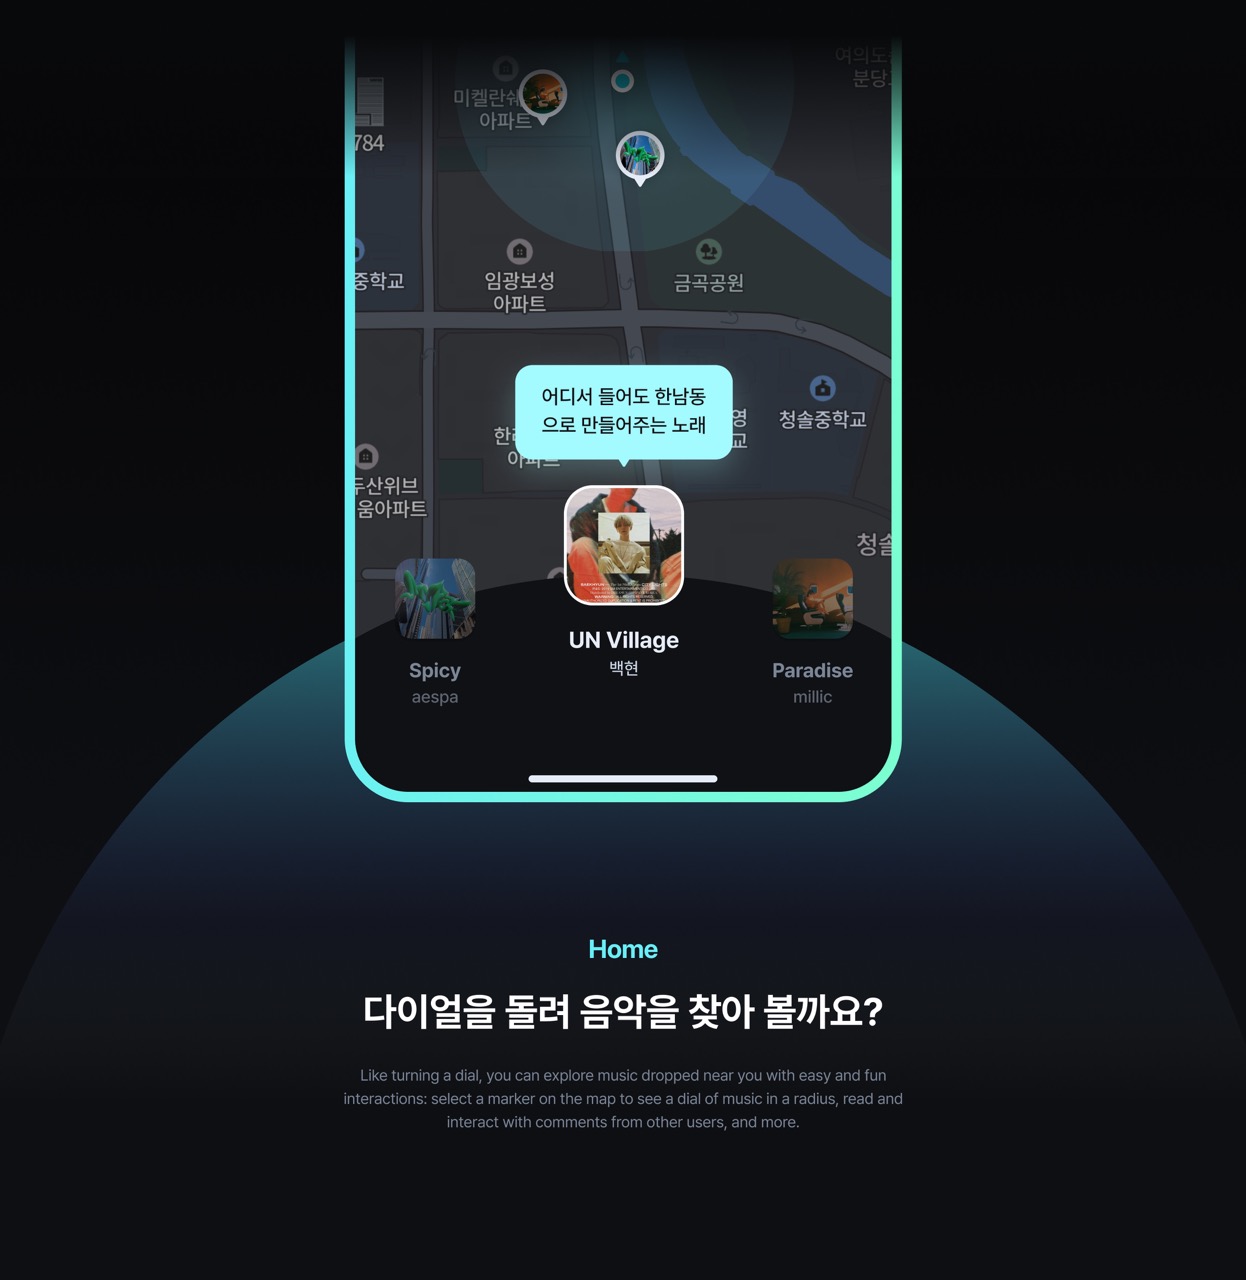 여의도순
분당
미켈란쉐
아파트
784
중학교
임광보성
아파트
금곡공원
어디서 들어도 한남동
으로 만들어주는 노래
영
교
청솔중학교
한라
아파트
두산위브
움아파트
청솔
UN Village
백현
Spicy
aespa
Paradise
millic
Home
다이얼을 돌려 음악을 찾아 볼까요?
Like turning a dial, you can explore music dropped near you with easy and fun
interactions: select a marker on the map to see a dial of music in a radius, read and
interact with comments from other users, and more.